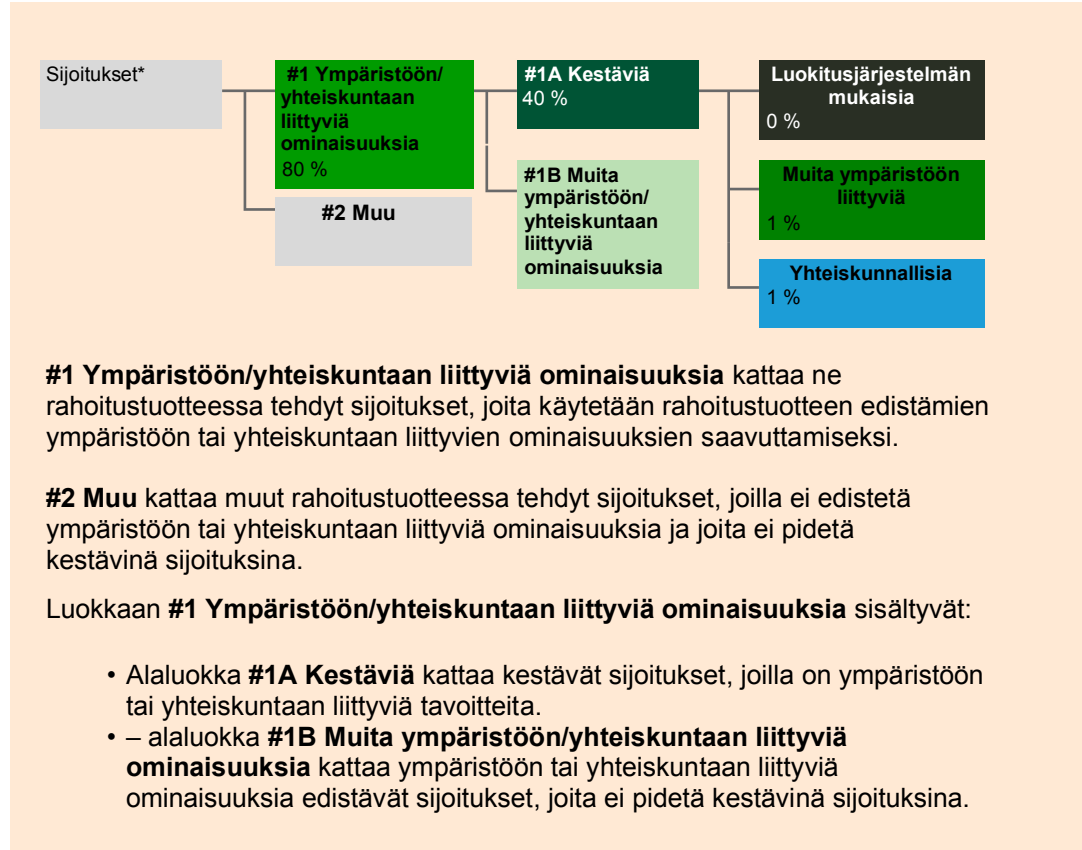 Sijoitukset*
#1 Ympäristöön/
yhteiskuntaan
liittyviä
ominaisuuksia
80 %
#2 Muu
#1A Kestäviä
40 %
#1B Muita
ympäristöön/
yhteiskuntaan
liittyviä
ominaisuuksia
Luokitusjärjestelmän
mukaisia
0 %
Muita ympäristöön
liittyviä
1 %
Yhteiskunnallisia
1 %
#1 Ympäristöön/yhteiskuntaan liittyviä ominaisuuksia kattaa ne
rahoitustuotteessa tehdyt sijoitukset, joita käytetään rahoitustuotteen edistämien
ympäristöön tai yhteiskuntaan liittyvien ominaisuuksien saavuttamiseksi.
#2 Muu kattaa muut rahoitustuotteessa tehdyt sijoitukset, joilla ei edistetä
ympäristöön tai yhteiskuntaan liittyviä ominaisuuksia ja joita ei pidetä
kestävinä sijoituksina.
Luokkaan #1 Ympäristöön/yhteiskuntaan liittyviä ominaisuuksia sisältyvät:
• Alaluokka #1A Kestäviä kattaa kestävät sijoitukset, joilla on ympäristöön
tai yhteiskuntaan liittyviä tavoitteita.
• – alaluokka #1B Muita ympäristöön/yhteiskuntaan liittyviä
ominaisuuksia kattaa ympäristöön tai yhteiskuntaan liittyviä
ominaisuuksia edistävät sijoitukset, joita ei pidetä kestävinä sijoituksina.